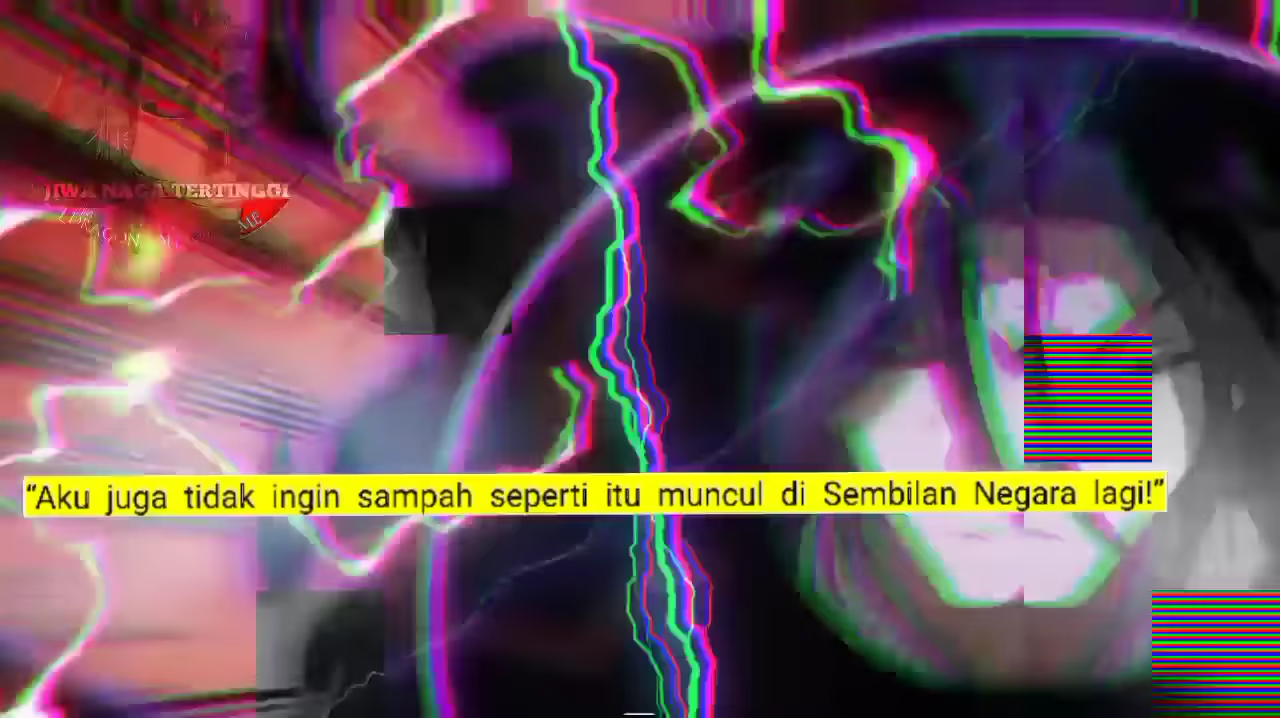 JIWA NAGA TERTINGGI
“Aku juga tidak ingin sampah seperti itu muncul di Sembilan Negara lagi!”